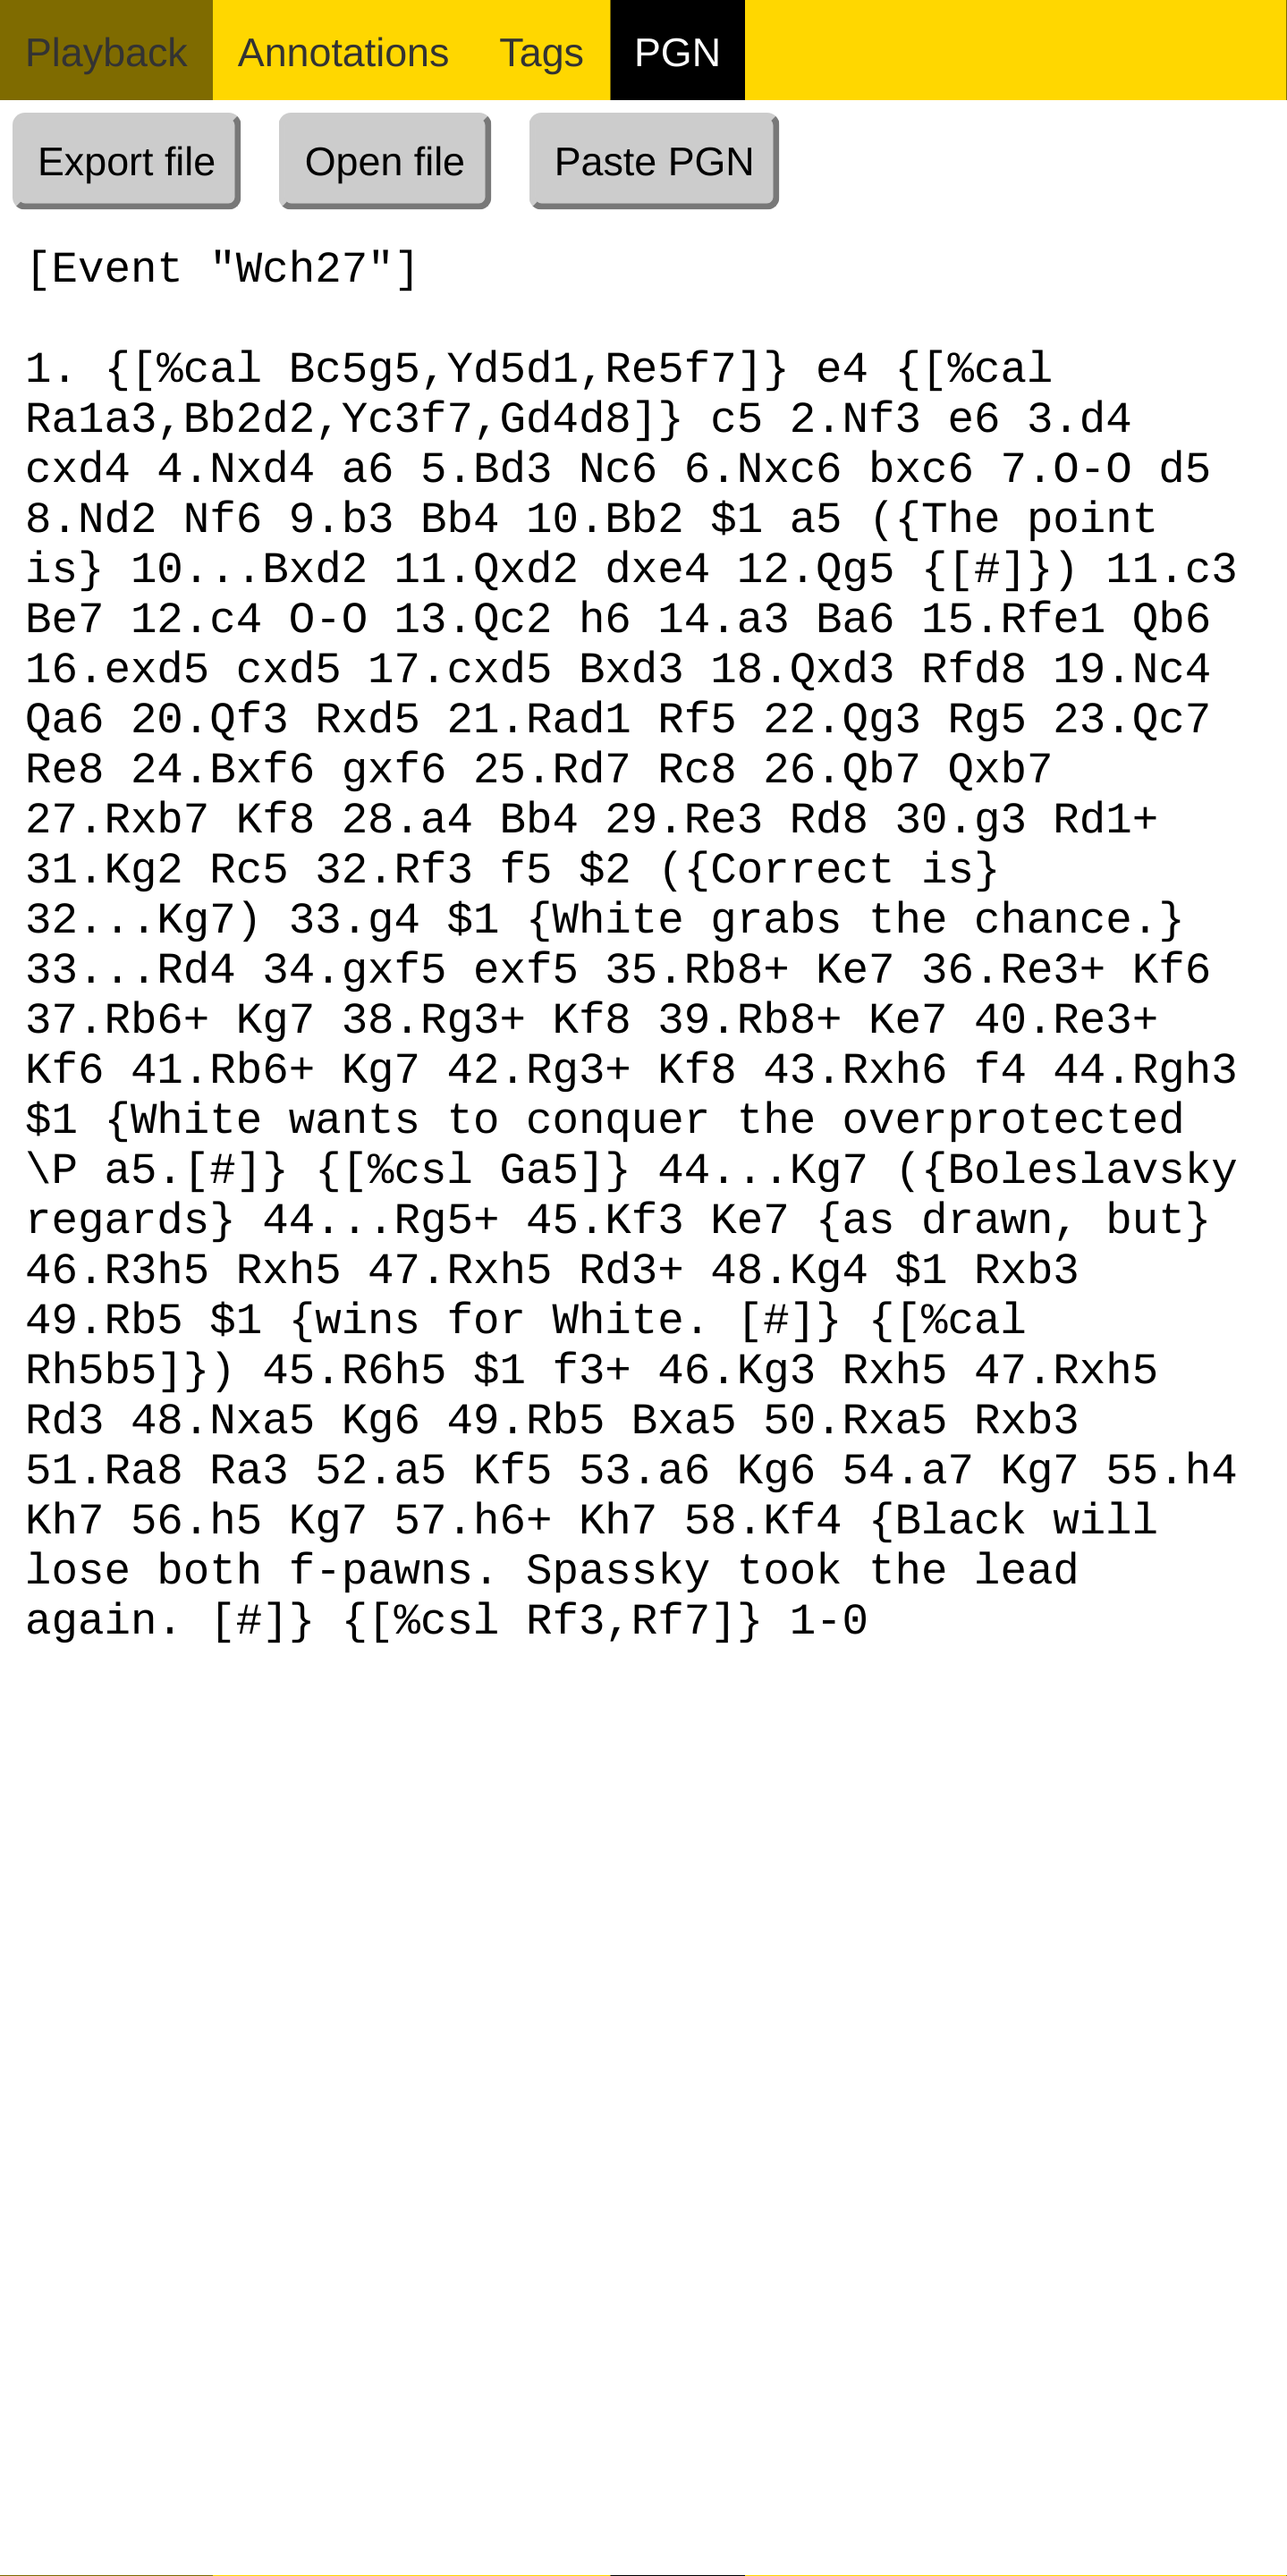 Playback Annotations Tags PGN
Export file Open file Paste PGN
[Event "Wch27"]
1. {[%cal Bc5g5,Yd5d1,Re5f7]} e4 {[%cal
Ra1a3,Bb2d2,Yc3f7,Gd4d8]} c5 2.Nf3 e6 3.d4
cxd4 4.Nxd4 a6 5.Bd3 Nc6 6.Nxc6 bxc6 7.O-O d5
8.Nd2 Nf6 9.b3 Bb4 10.Bb2 $1 a5 ({The point
is} 10...Bxd2 11.Qxd2 dxe4 12.Qg5 {[#]}) 11.c3
Be7 12.c4 O-O 13.Qc2 h6 14.a3 Ba6 15.Rfe1 Qb6
16.exd5 cxd5 17.cxd5 Bxd3 18.Qxd3 Rfd8 19.Nc4
Qa6 20.Qf3 Rxd5 21.Rad1 Rf5 22.Qg3 Rg5 23.Qc7
Re8 24.Bxf6 gxf6 25.Rd7 Rc8 26.Qb7 Qxb7
27.Rxb7 Kf8 28.a4 Bb4 29.Re3 Rd8 30.g3 Rd1+
31.Kg2 Rc5 32.Rf3 f5 $2 ({Correct is}
32...Kg7) 33.g4 $1 {White grabs the chance.}
33...Rd4 34.gxf5 exf5 35.Rb8+ Ke7 36.Re3+ Kf6
37.Rb6+ Kg7 38.Rg3+ Kf8 39.Rb8+ Ke7 40.Re3+
Kf6 41.Rb6+ Kg7 42.Rg3+ Kf8 43.Rxh6 f4 44.Rgh3
$1 {White wants to conquer the overprotected
\P a5.[#]} {[%csl Ga5]} 44...Kg7 ({Boleslavsky
regards} 44...Rg5+ 45.Kf3 Ke7 {as drawn, but}
46.R3h5 Rxh5 47.Rxh5 Rd3+ 48.Kg4 $1 Rxb3
49.Rb5 $1 {wins for White. [#]} {[%cal
Rh5b5]}) 45.R6h5 $1 f3+ 46.Kg3 Rxh5 47.Rxh5
Rd3 48.Nxa5 Kg6 49.Rb5 Bxa5 50.Rxa5 Rxb3
51.Ra8 Ra3 52.a5 Kf5 53.a6 Kg6 54.a7 Kg7 55.h4
Kh7 56.h5 Kg7 57.h6+ Kh7 58.Kf4 {Black will
lose both f-pawns. Spassky took the lead
again. [#]} {[%csl Rf3,Rf7]} 1-0